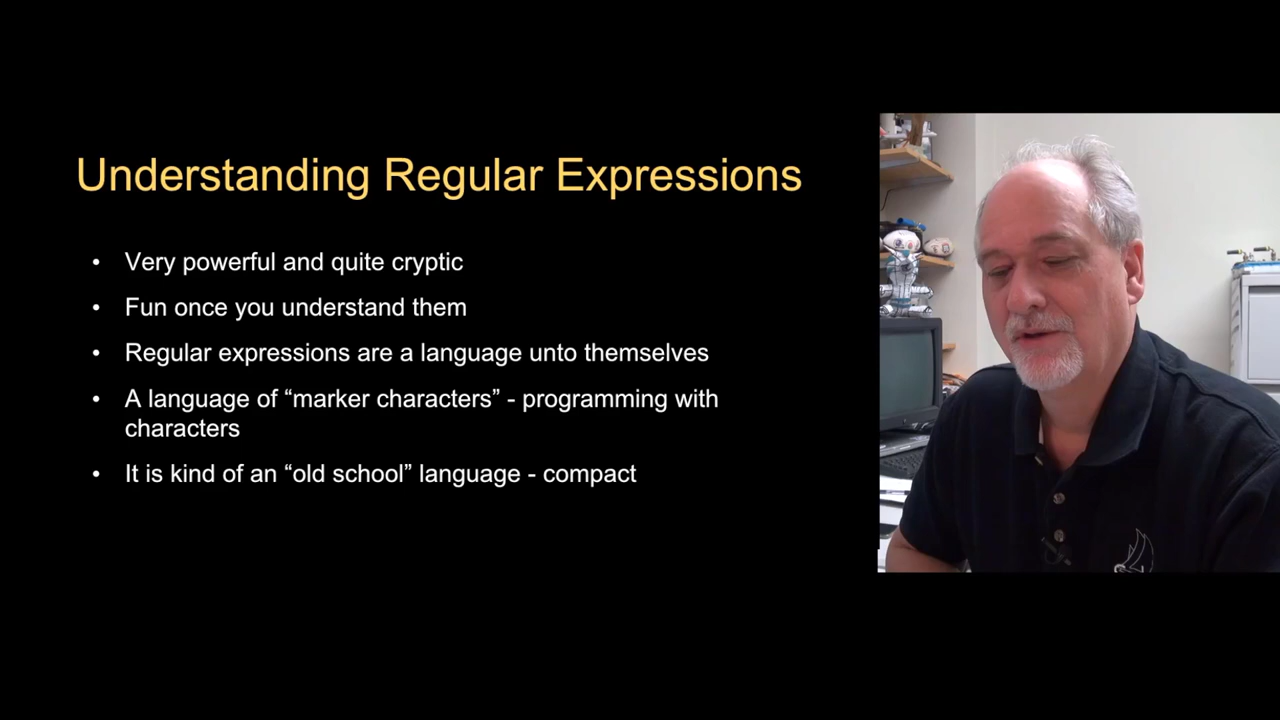 Understanding Regular Expressions
• Very powerful and quite cryptic
• Fun once you understand them
• Regular expressions are a language unto themselves
• A language of “marker characters” - programming with
characters
• It is kind of an “old school” language - compact